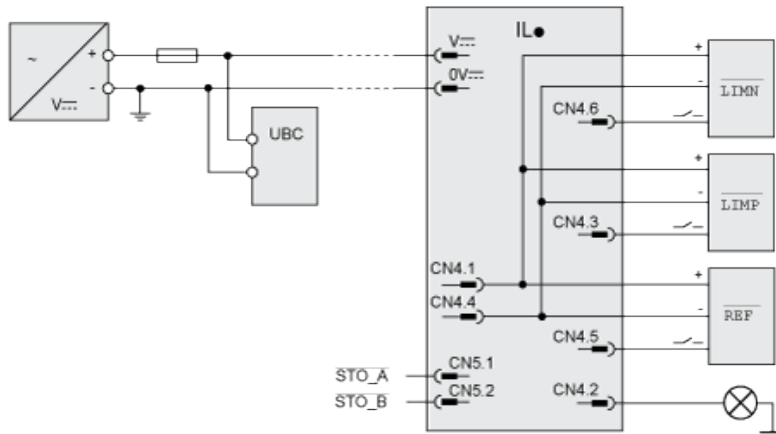 ~
+
-
V⎓
UBC
IL●
V⎓
0V⎓
CN4.6
+
-
LIMN
CN4.3
+
-
LIMP
CN4.1
CN4.4
CN4.5
+
-
REF
STO_A
CN5.1
STO_B
CN5.2
CN4.2